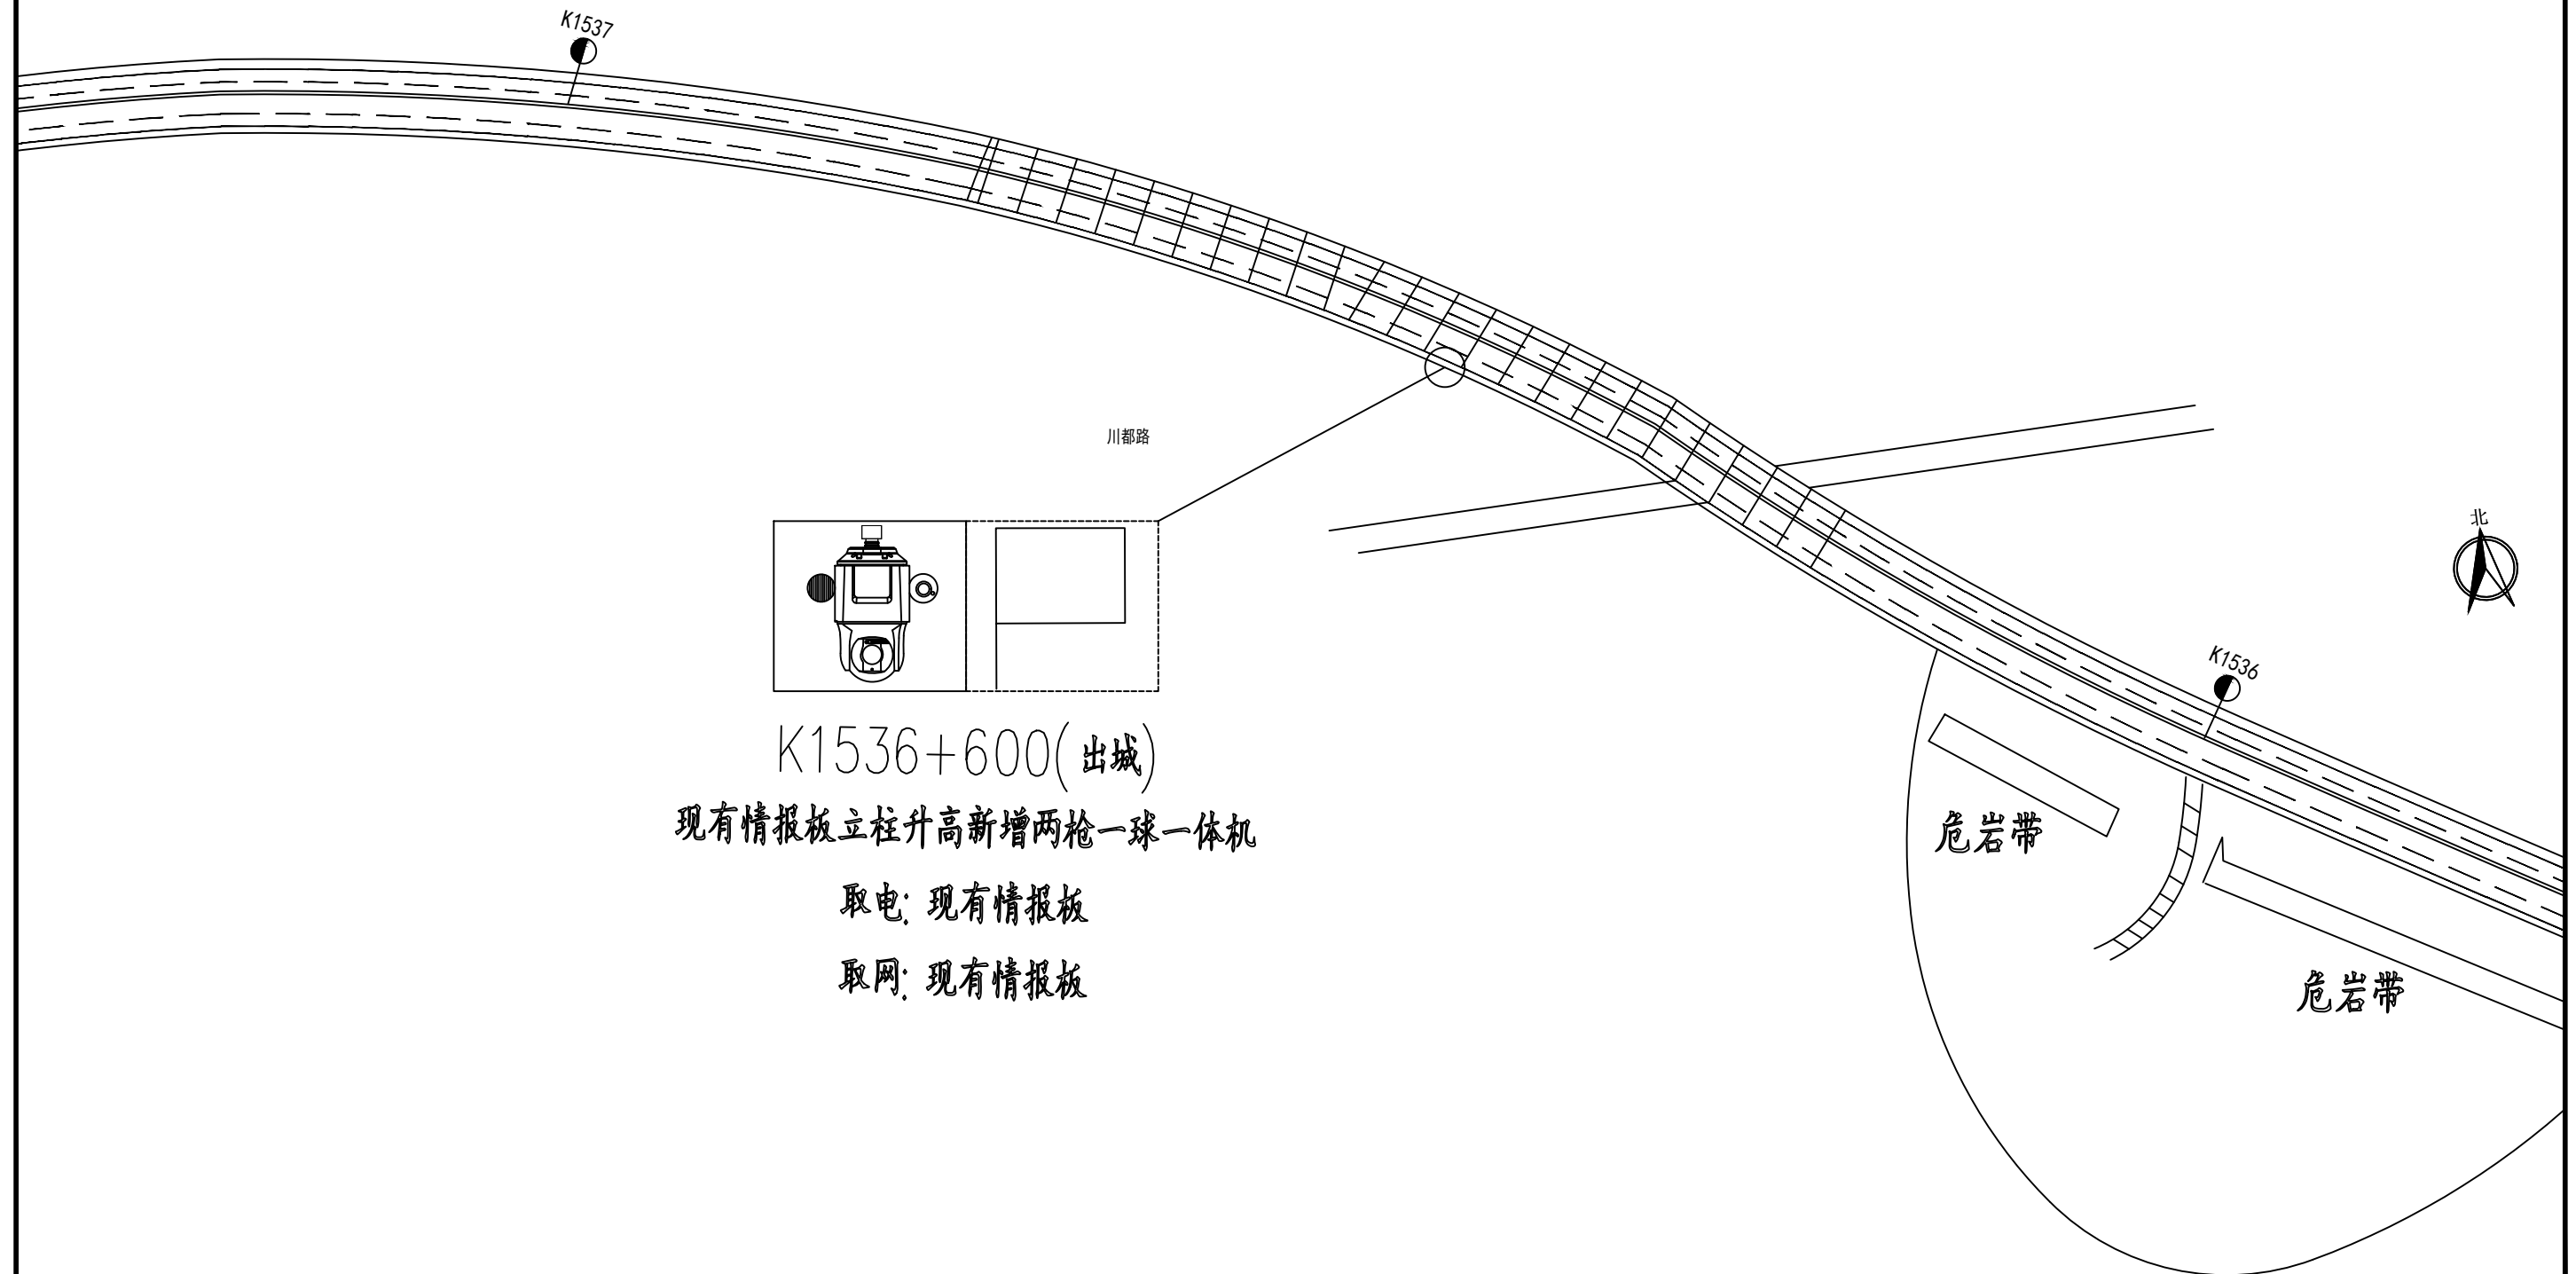 K1537
川都路
北
K1536
K1536+600(出城)
现有情报板立柱升高新增两枪一球一体机
取电:现有情报板
取网:现有情报板
危岩带
危岩带